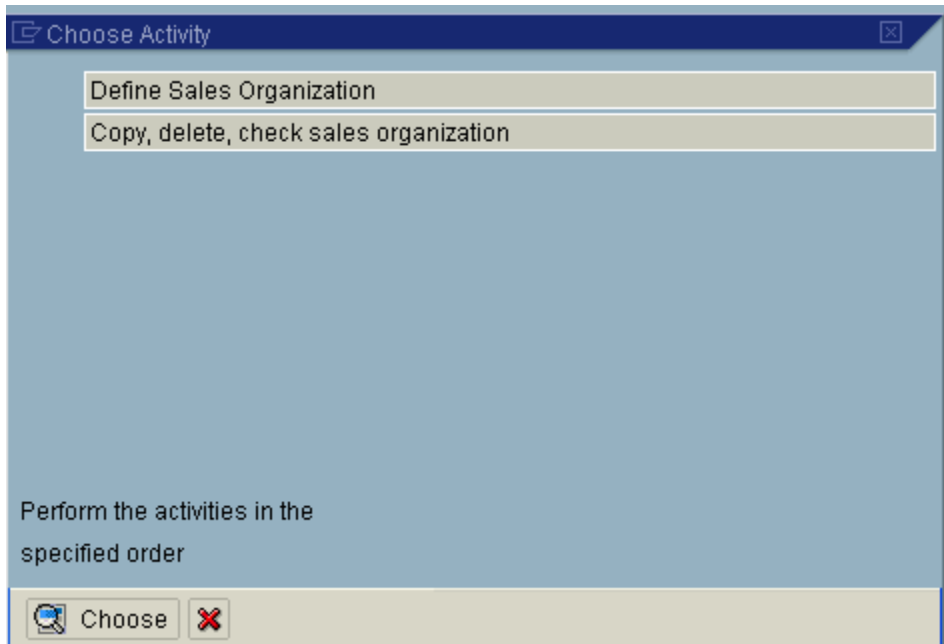 Choose Activity
Define Sales Organization
Copy, delete, check sales organization
Perform the activities in the
specified order
Choose